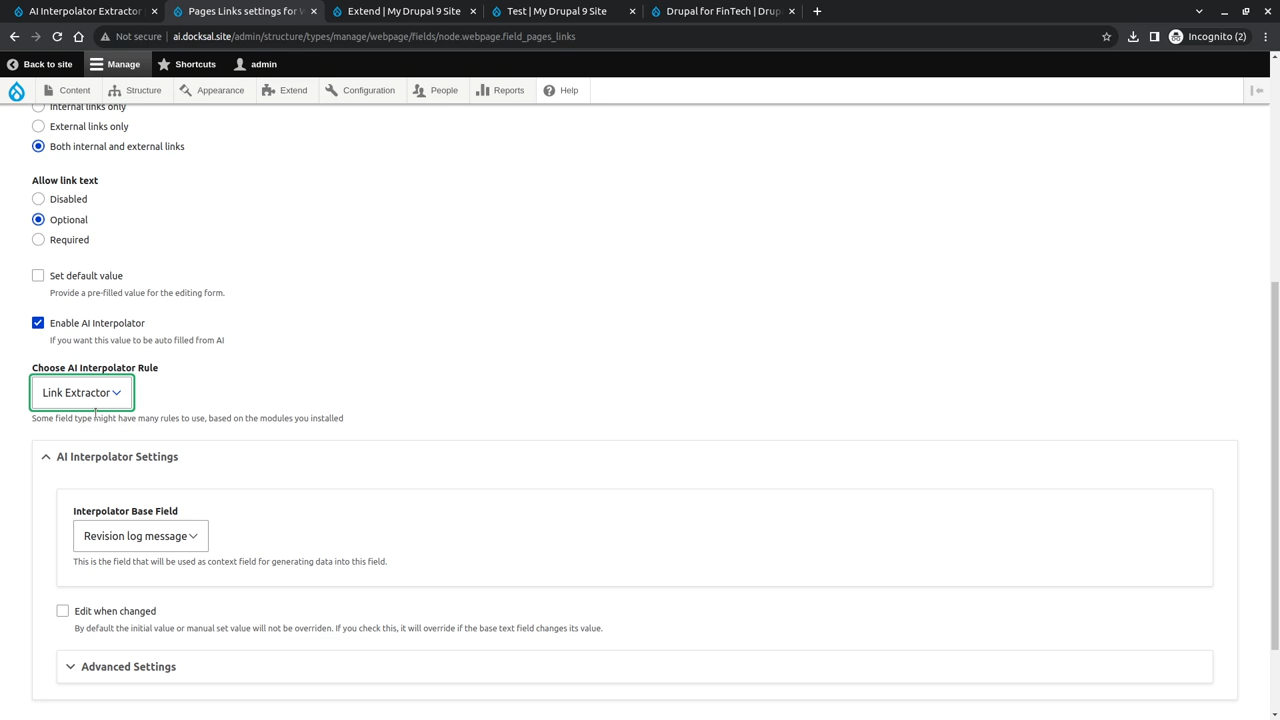 AI Interpolator Extractor
Pages Links settings for W
Extend | My Drupal 9 Site
Test | My Drupal 9 Site
Drupal for FinTech | Drup
Not secure
ai.docksal.site/admin/structure/types/manage/webpage/fields/node.webpage.field_pages_links
Incognito (2)
Back to site
Manage
Shortcuts
admin
Content
Structure
Appearance
Extend
Configuration
People
Reports
Help
Internal links only
External links only
Both internal and external links
Allow link text
Disabled
Optional
Required
Set default value
Provide a pre-filled value for the editing form.
Enable AI Interpolator
If you want this value to be auto filled from AI
Choose AI Interpolator Rule
Link Extractor
Some field type might have many rules to use, based on the modules you installed
AI Interpolator Settings
Interpolator Base Field
Revision log message
This is the field that will be used as context field for generating data into this field.
Edit when changed
By default the initial value or manual set value will not be overriden. If you check this, it will override if the base text field changes its value.
Advanced Settings